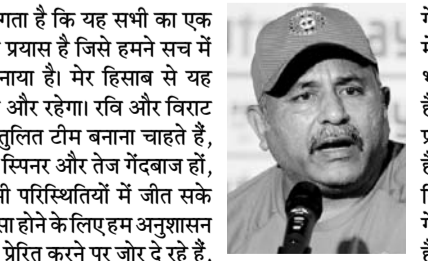 गता है कि यह सभी का एक
प्रयास है जिसे हमने सच में
नाया है। मेर हिसाब से यह
और रहेगा। रवि और विराट
तुलित टीम बनाना चाहते हैं,
स्पिनर और तेज गेंदबाज हों,
भी परिस्थितियों में जीत सके
सा होने के लिए हम अनुशासन
प्रेरित करने पर जोर दे रहे हैं.